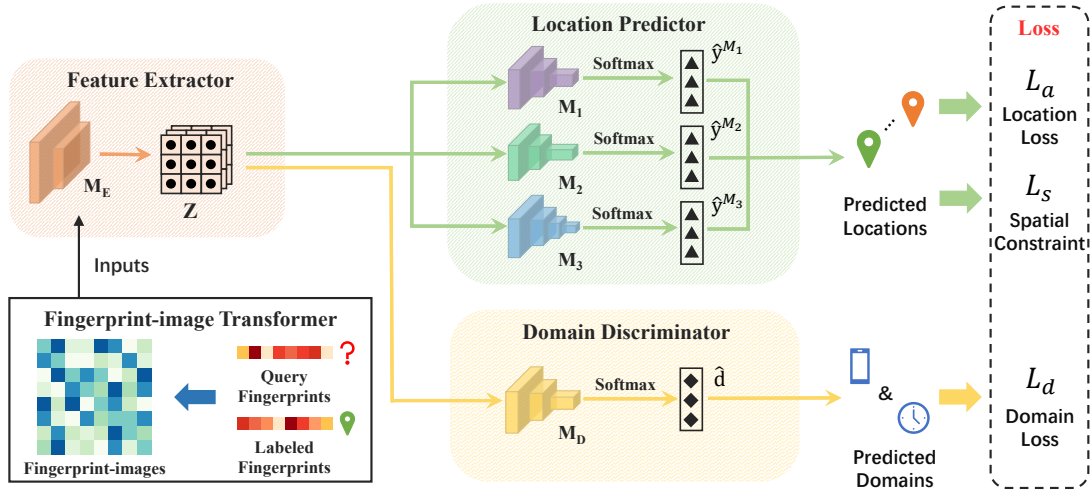 Feature Extractor
M_E
Z
Inputs
Fingerprint-image Transformer
Fingerprint-images
?
Query
Fingerprints
Labeled
Fingerprints
Location Predictor
M_1
Softmax
ŷ^{M_1}
M_2
Softmax
ŷ^{M_2}
M_3
Softmax
ŷ^{M_3}
Domain Discriminator
M_D
Softmax
d̂
Predicted
Locations
&
Predicted
Domains
Loss
L_a
Location
Loss
L_s
Spatial
Constraint
L_d
Domain
Loss